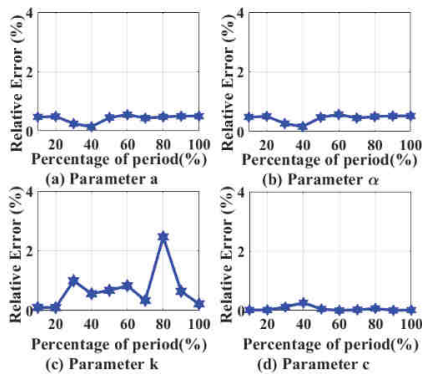 4
4
Relative Error (%)
2
0
Relative Error (%)
2
0
20 40 60 80 100
20 40 60 80 100
Percentage of period(%)
Percentage of period(%)
(a) Parameter a
(b) Parameter α
4
4
Relative Error (%)
2
0
Relative Error (%)
2
0
20 40 60 80 100
20 40 60 80 100
Percentage of period(%)
Percentage of period(%)
(c) Parameter k
(d) Parameter c